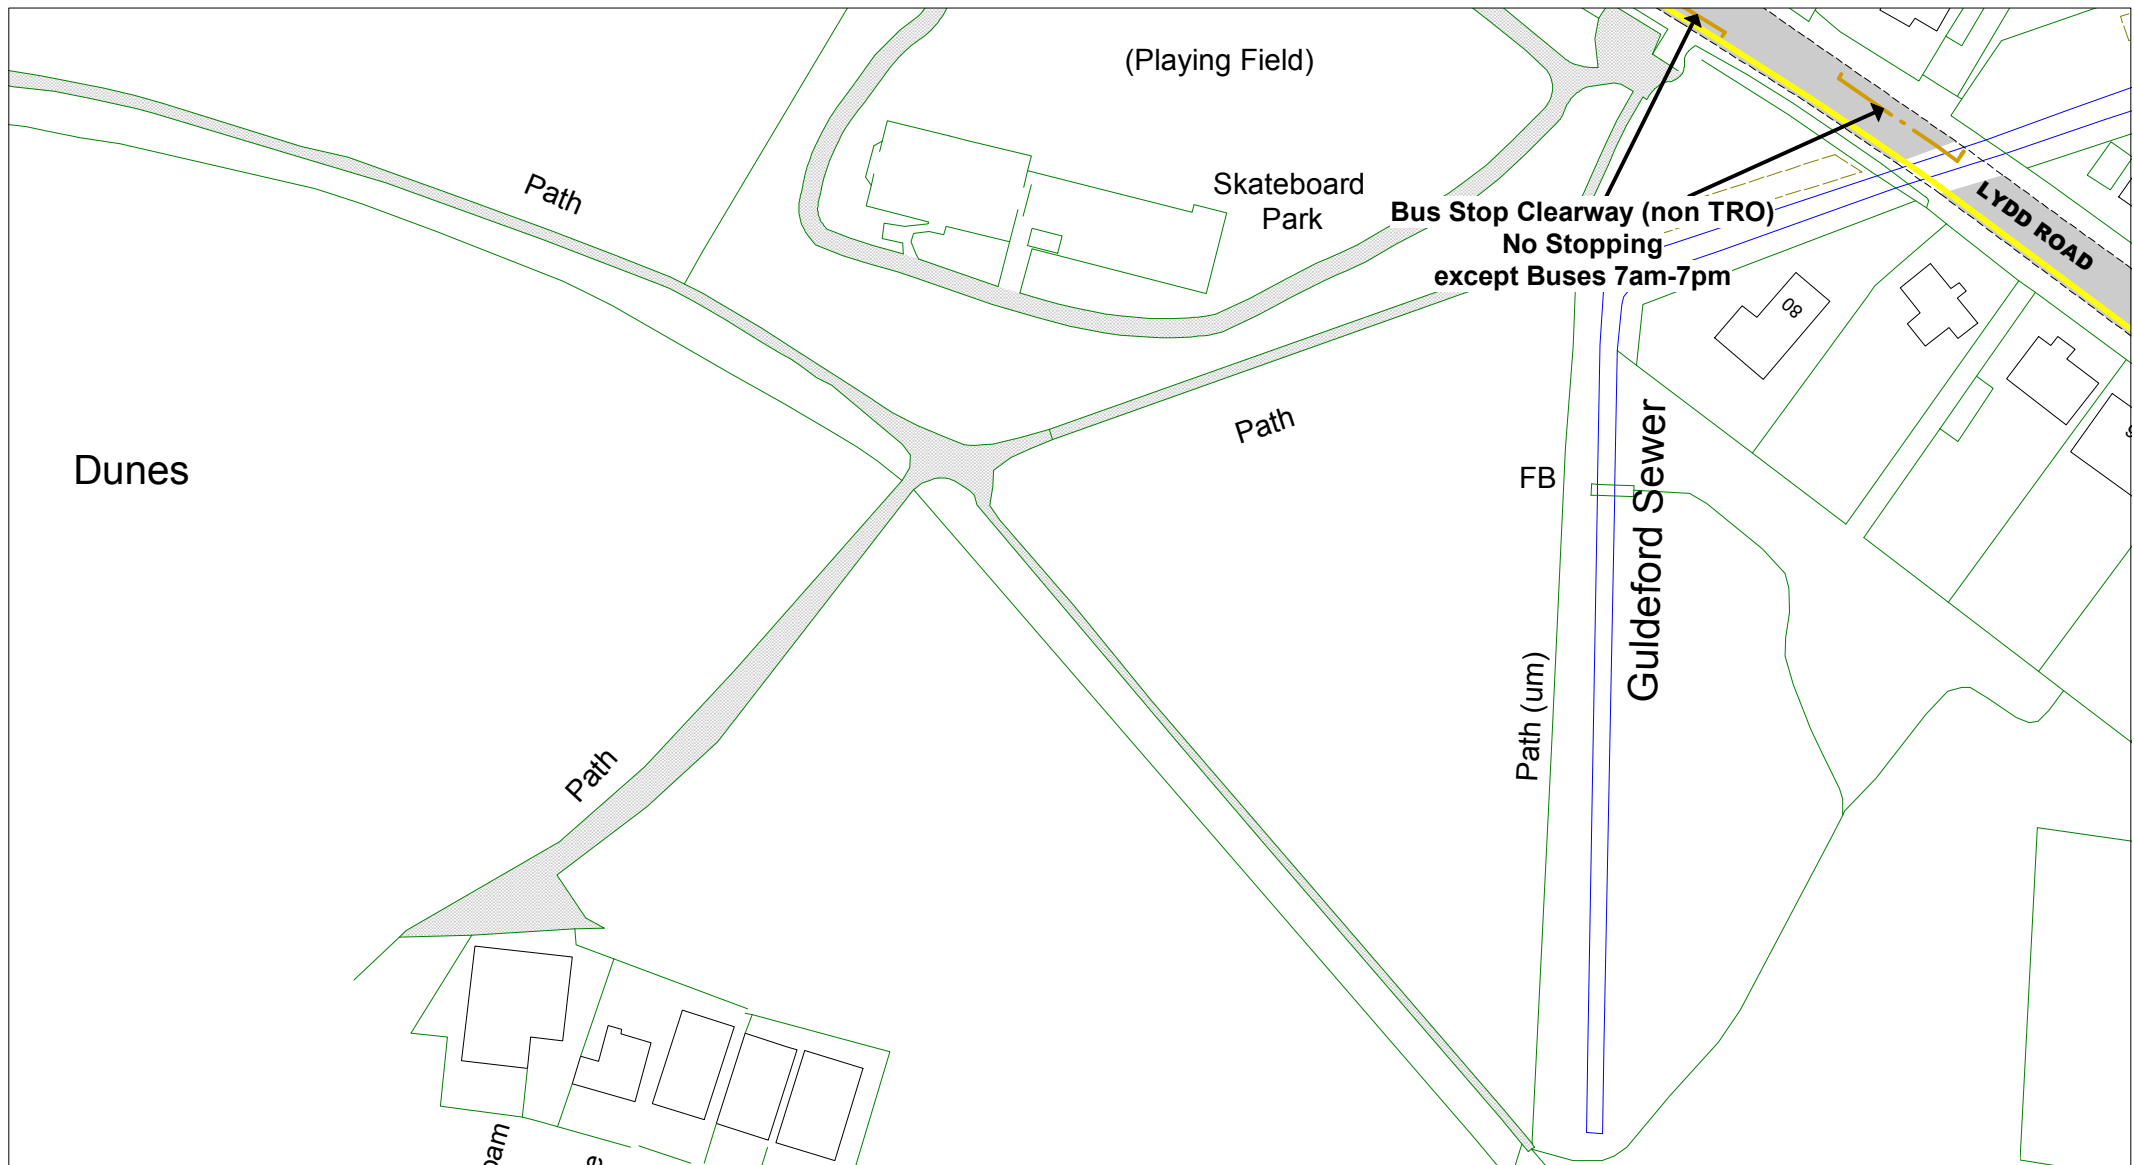 (Playing Field)
Path
Skateboard
Park
Bus Stop Clearway (non TRO)
No Stopping
except Buses 7am-7pm
LYDD ROAD
80
Path
Dunes
FB
Guldeford Sewer
Path (um)
Path